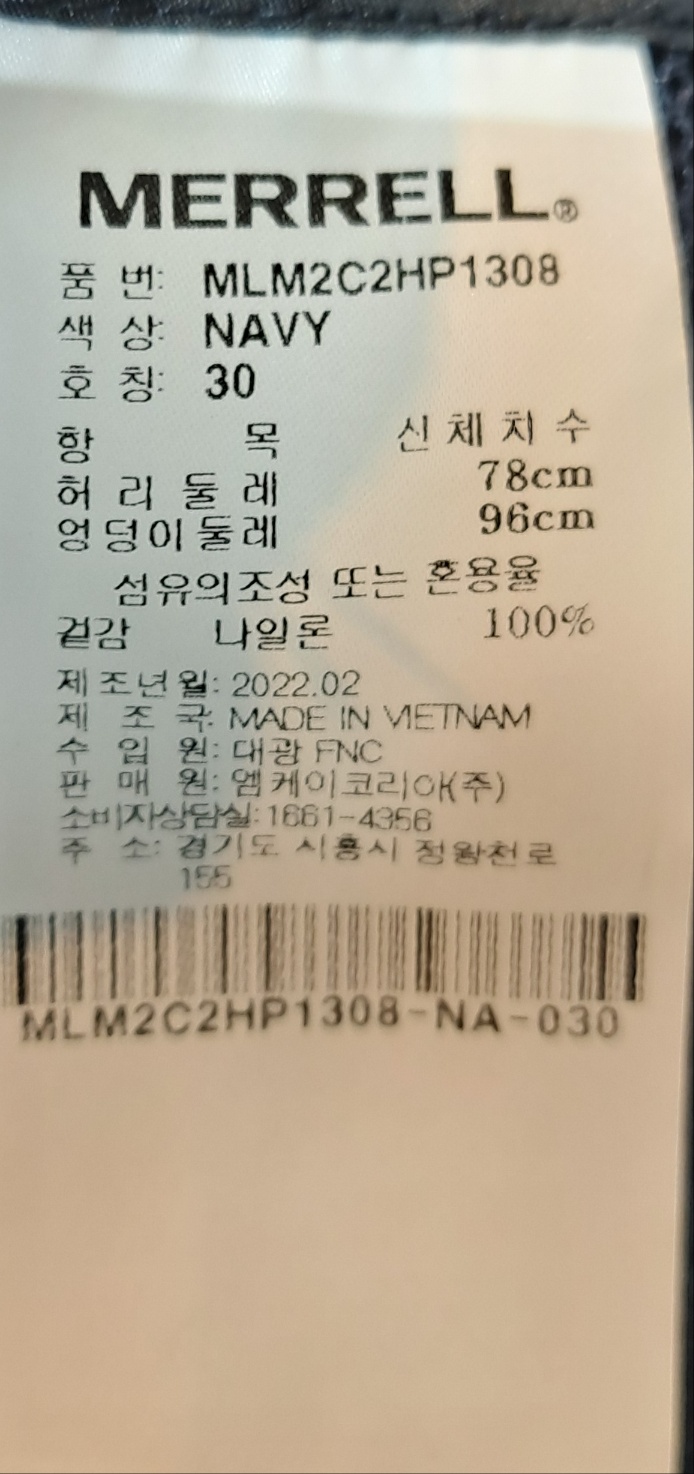 MERRELL®
품 번: MLM2C2HP1308
색 상: NAVY
호 칭: 30
항 목 신체치수
허리둘레 78cm
엉덩이둘레 96cm
섬유의조성 또는 혼용율
겉감 나일론 100%
제조년월: 2022.02
제 조 국: MADE IN VIETNAM
수 입 원: 대광 FNC
판 매 원: 엠케이코리아(주)
소비자상담실: 1661-4356
주 소: 경기도 시흥시 정왕천로
155
MLM2C2HP1308-NA-030